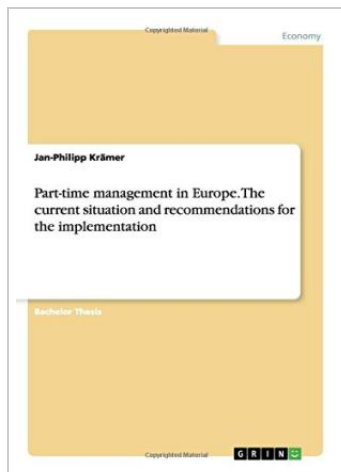 Copyrighted Material
Economy
Jan-Philipp Krämer
Part-time management in Europe. The
current situation and recommendations for
the implementation
Bachelor Thesis
Copyrighted Material
GRIN